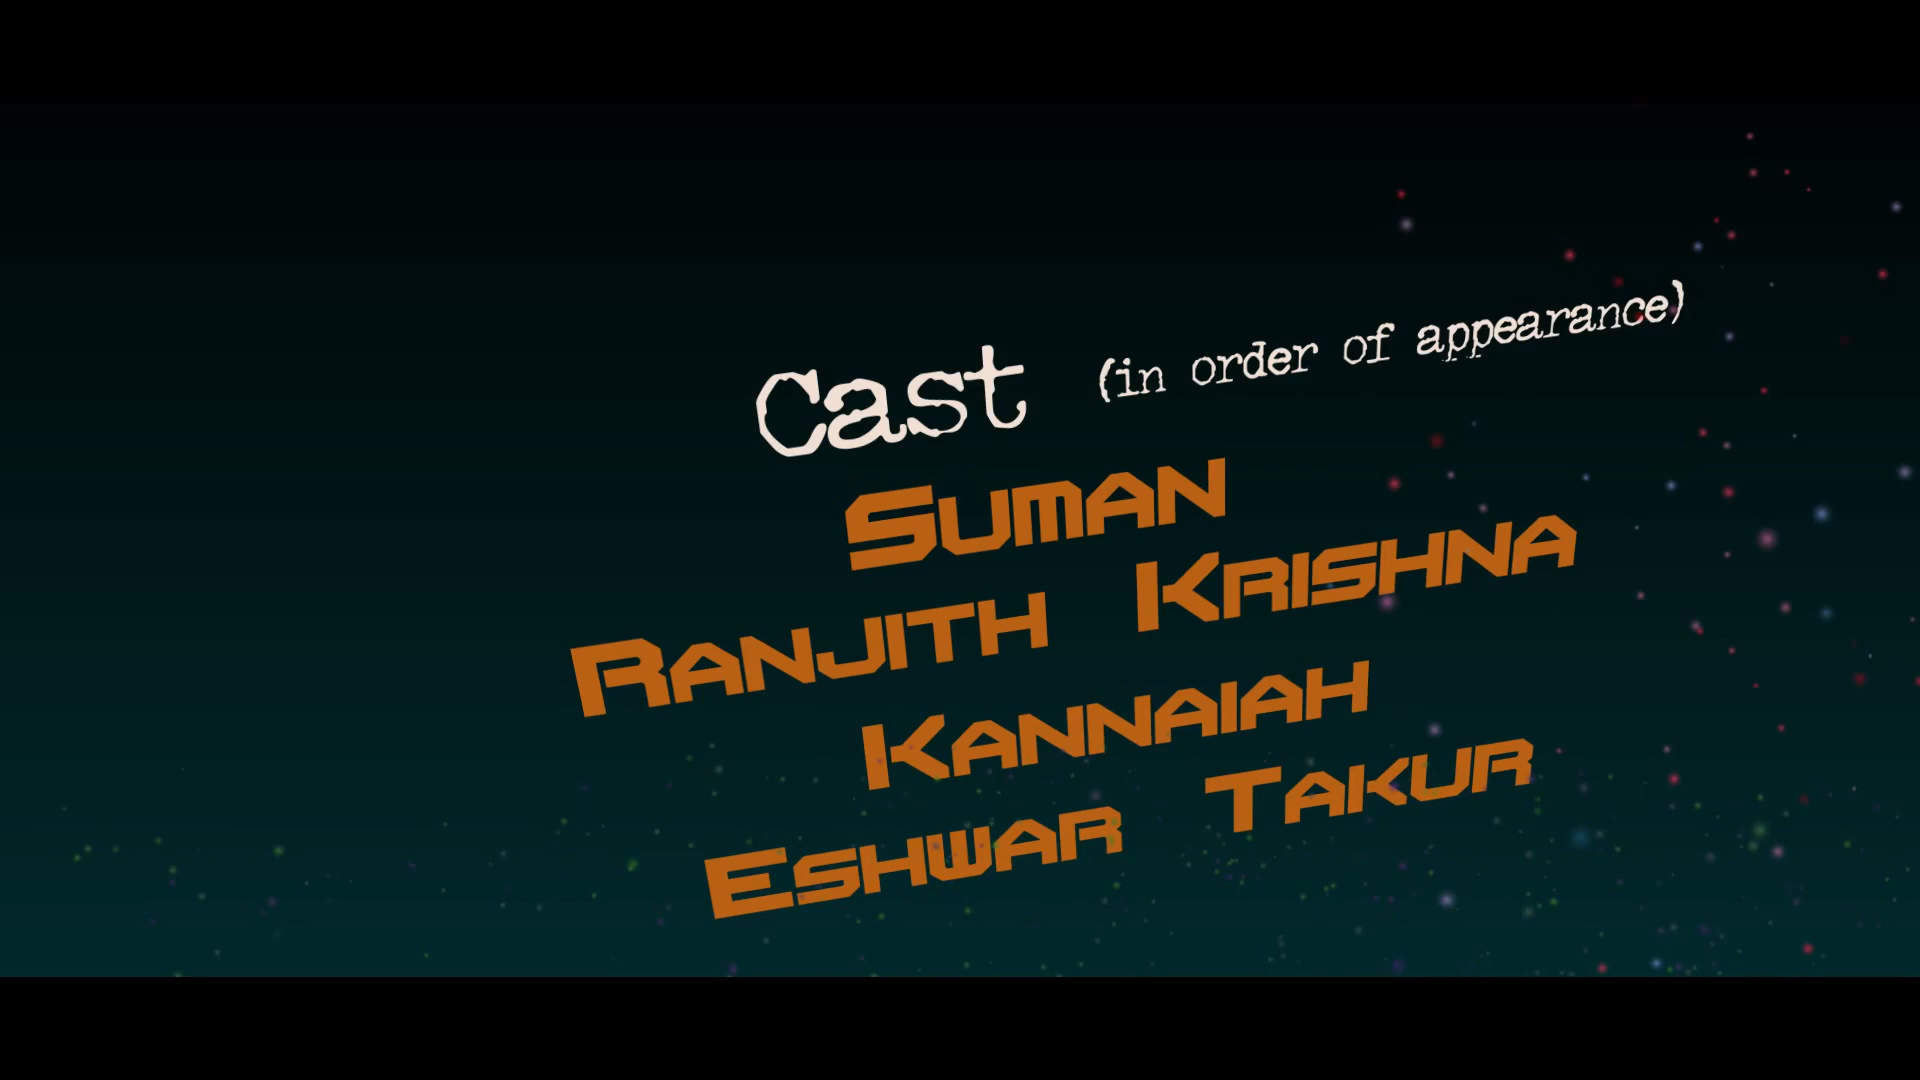 Cast (in order of appearance)
Suman
Ranjith Krishna
Kannaiah
Eshwar Takur